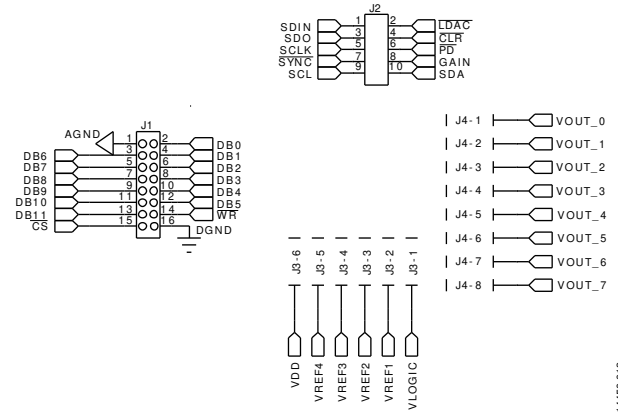 J2
SDIN 1 2 LDAC
SDO 3 4 CLR
SCLK 5 6 PD
SYNC 7 8 GAIN
SCL 9 10 SDA
J1
AGND 1 2 DB0
DB6 3 4 DB1
DB7 5 6 DB2
DB8 7 8 DB3
DB9 9 10 DB4
DB10 11 12 DB5
DB11 13 14 WR
CS 15 16 DGND
J4-1 VOUT_0
J4-2 VOUT_1
J4-3 VOUT_2
J4-4 VOUT_3
J4-5 VOUT_4
J4-6 VOUT_5
J4-7 VOUT_6
J4-8 VOUT_7
J3-6 VDD
J3-5 VREF4
J3-4 VREF3
J3-3 VREF2
J3-2 VREF1
J3-1 VLOGIC